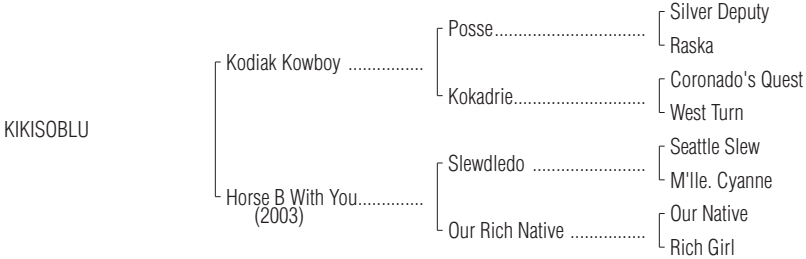 Silver Deputy
Posse..............................
Raska
Kodiak Kowboy ................
Coronado's Quest
Kokadrie............................
West Turn
KIKISOBLU
Seattle Slew
Slewdledo ........................
M'lle. Cyanne
Horse B With You..............
(2003)
Our Native
Our Rich Native ................
Rich Girl